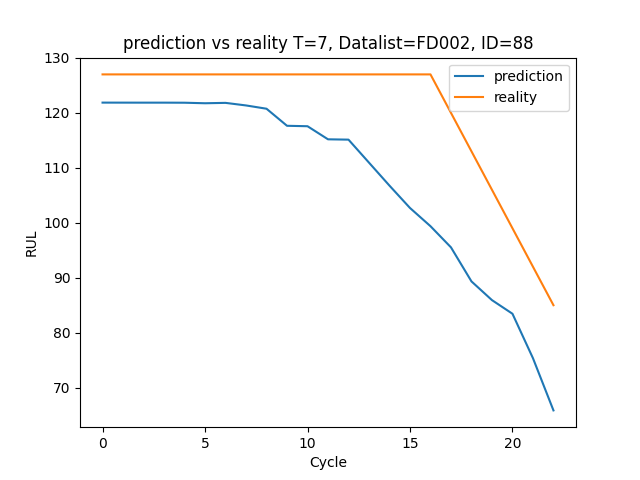 prediction vs reality T=7, Datalist=FD002, ID=88
prediction
reality
130
120
110
100
90
80
70
RUL
0 5 10 15 20
Cycle